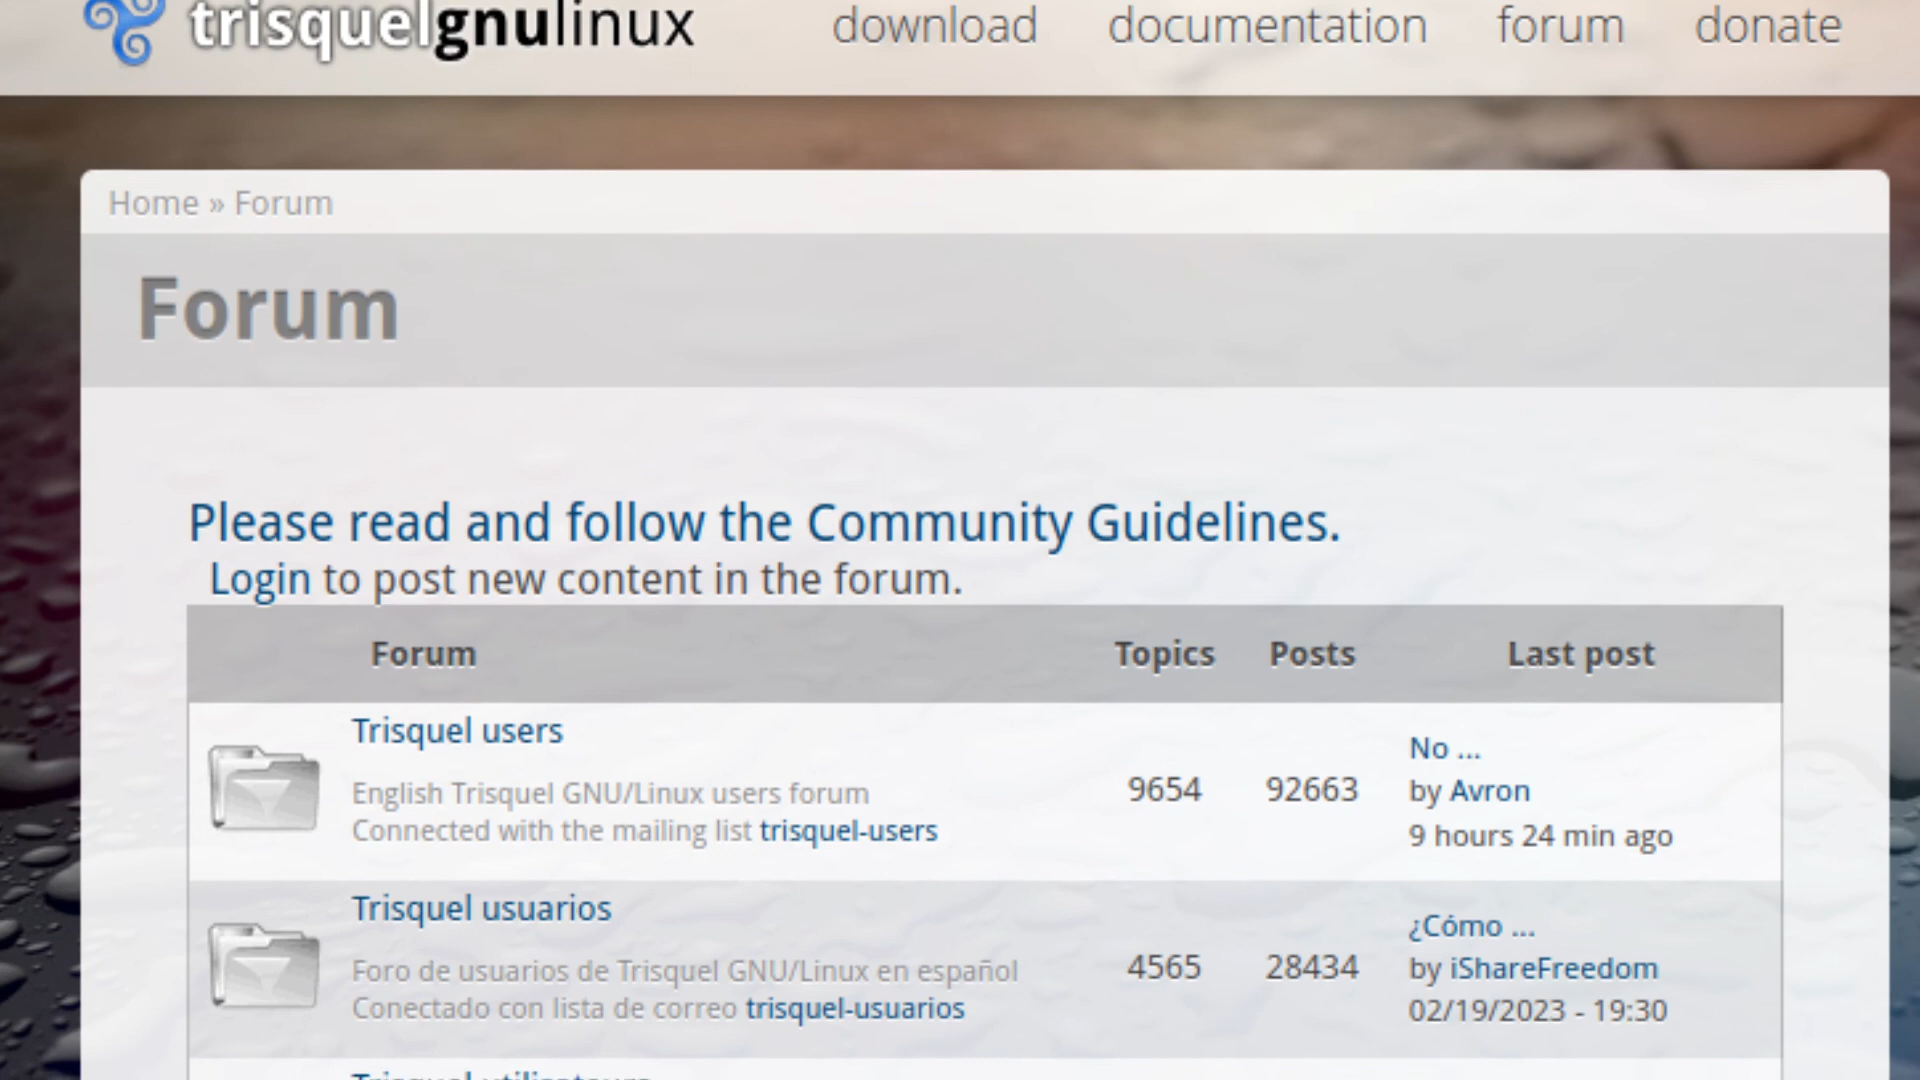 trisquelgnulinux
download documentation forum donate
Home » Forum
Forum
Please read and follow the Community Guidelines.
Login to post new content in the forum.
Forum Topics Posts Last post
Trisquel users
English Trisquel GNU/Linux users forum
Connected with the mailing list trisquel-users
9654 92663
No ...
by Avron
9 hours 24 min ago
Trisquel usuarios
Foro de usuarios de Trisquel GNU/Linux en español
Conectado con lista de correo trisquel-usuarios
4565 28434
¿Cómo ...
by iShareFreedom
02/19/2023 - 19:30